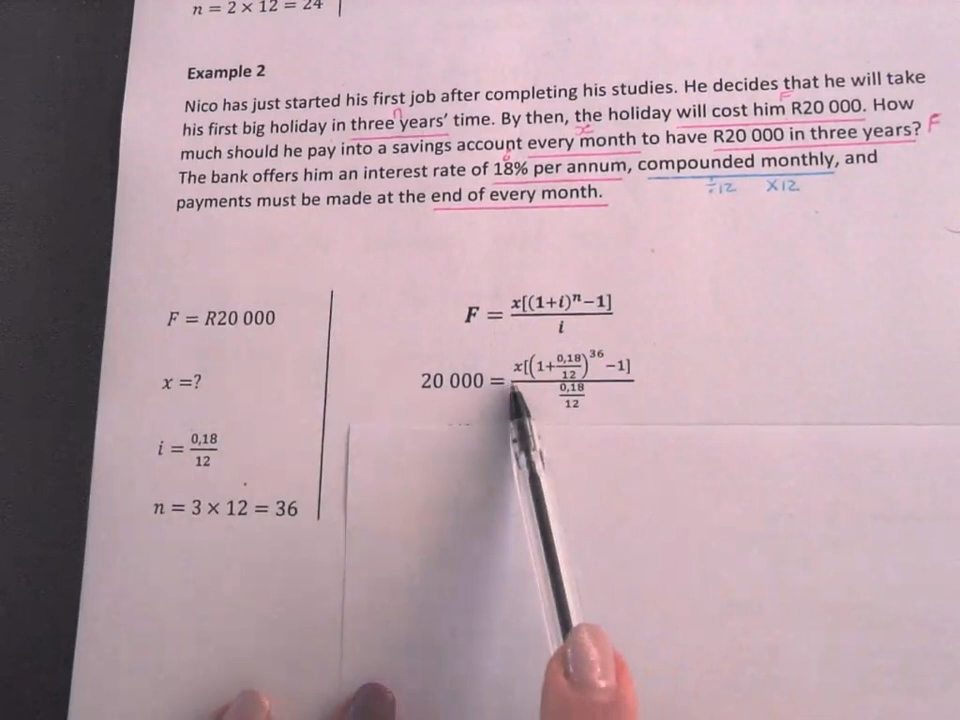 n = 2 × 12 = 24
Example 2
Nico has just started his first job after completing his studies. He decides that he will take
F
n
his first big holiday in three years' time. By then, the holiday will cost him R20 000. How
x
F
much should he pay into a savings account every month to have R20 000 in three years?
i
The bank offers him an interest rate of 18% per annum, compounded monthly, and
÷12 ×12
payments must be made at the end of every month.
F = R20 000
F = x[(1+i)^n−1] / i
x =?
20 000 = x[(1+0,18/12)^36 −1] / (0,18/12)
i = 0,18/12
n = 3 × 12 = 36